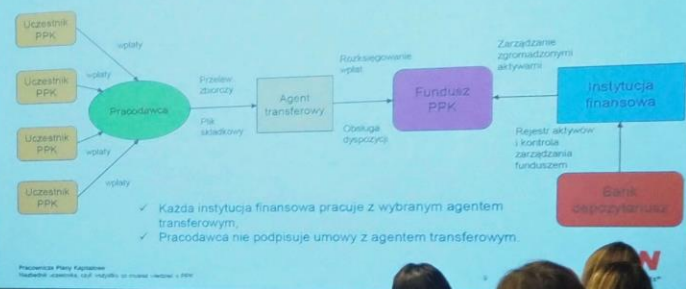 Uczestnik
PPK
wpłaty
Uczestnik
PPK
wpłaty
Uczestnik
PPK
wpłaty
Uczestnik
PPK
wpłaty
Pracodawca
Przelew
zbiorczy
Plik
składkowy
Agent
transferowy
Rozksięgowanie
wpłat
Obsługa
dyspozycji
Fundusz
PPK
Zarządzanie
zgromadzonymi
aktywami
Instytucja
finansowa
Rejestr aktywów
i kontrola
zarządzania
funduszem
Bank
depozytariusz
✓ Każda instytucja finansowa pracuje z wybranym agentem
transferowym,
✓ Pracodawca nie podpisuje umowy z agentem transferowym.
Pracownicze Plany Kapitałowe